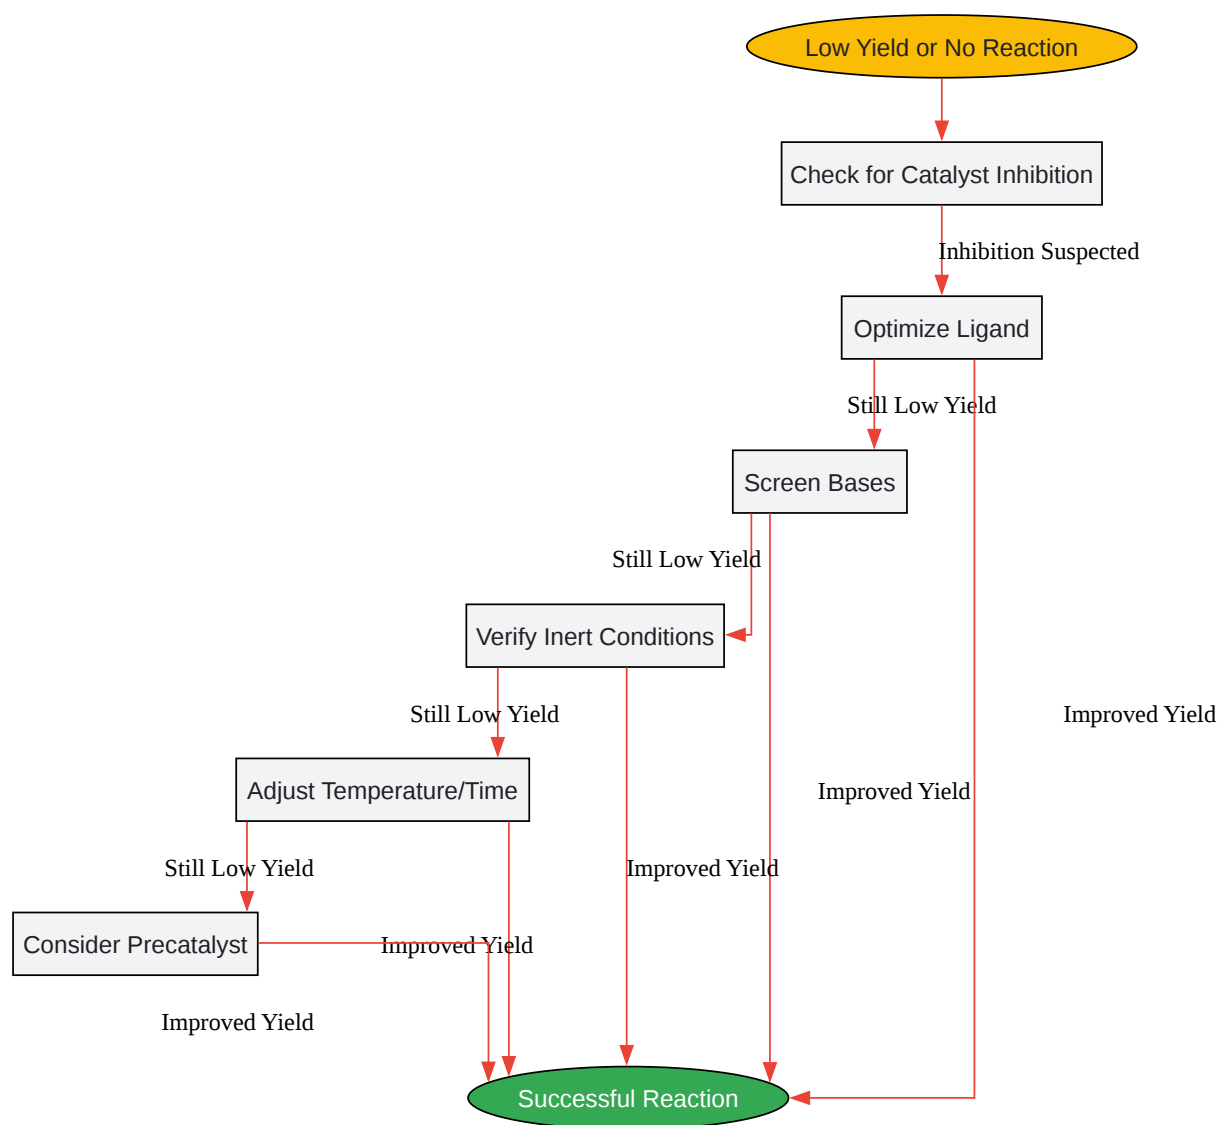 Low Yield or No Reaction
Check for Catalyst Inhibition
Inhibition Suspected
Optimize Ligand
Still Low Yield
Screen Bases
Still Low Yield
Verify Inert Conditions
Still Low Yield
Improved Yield
Adjust Temperature/Time
Improved Yield
Still Low Yield
Improved Yield
Consider Precatalyst
Improved Yield
Improved Yield
Successful Reaction